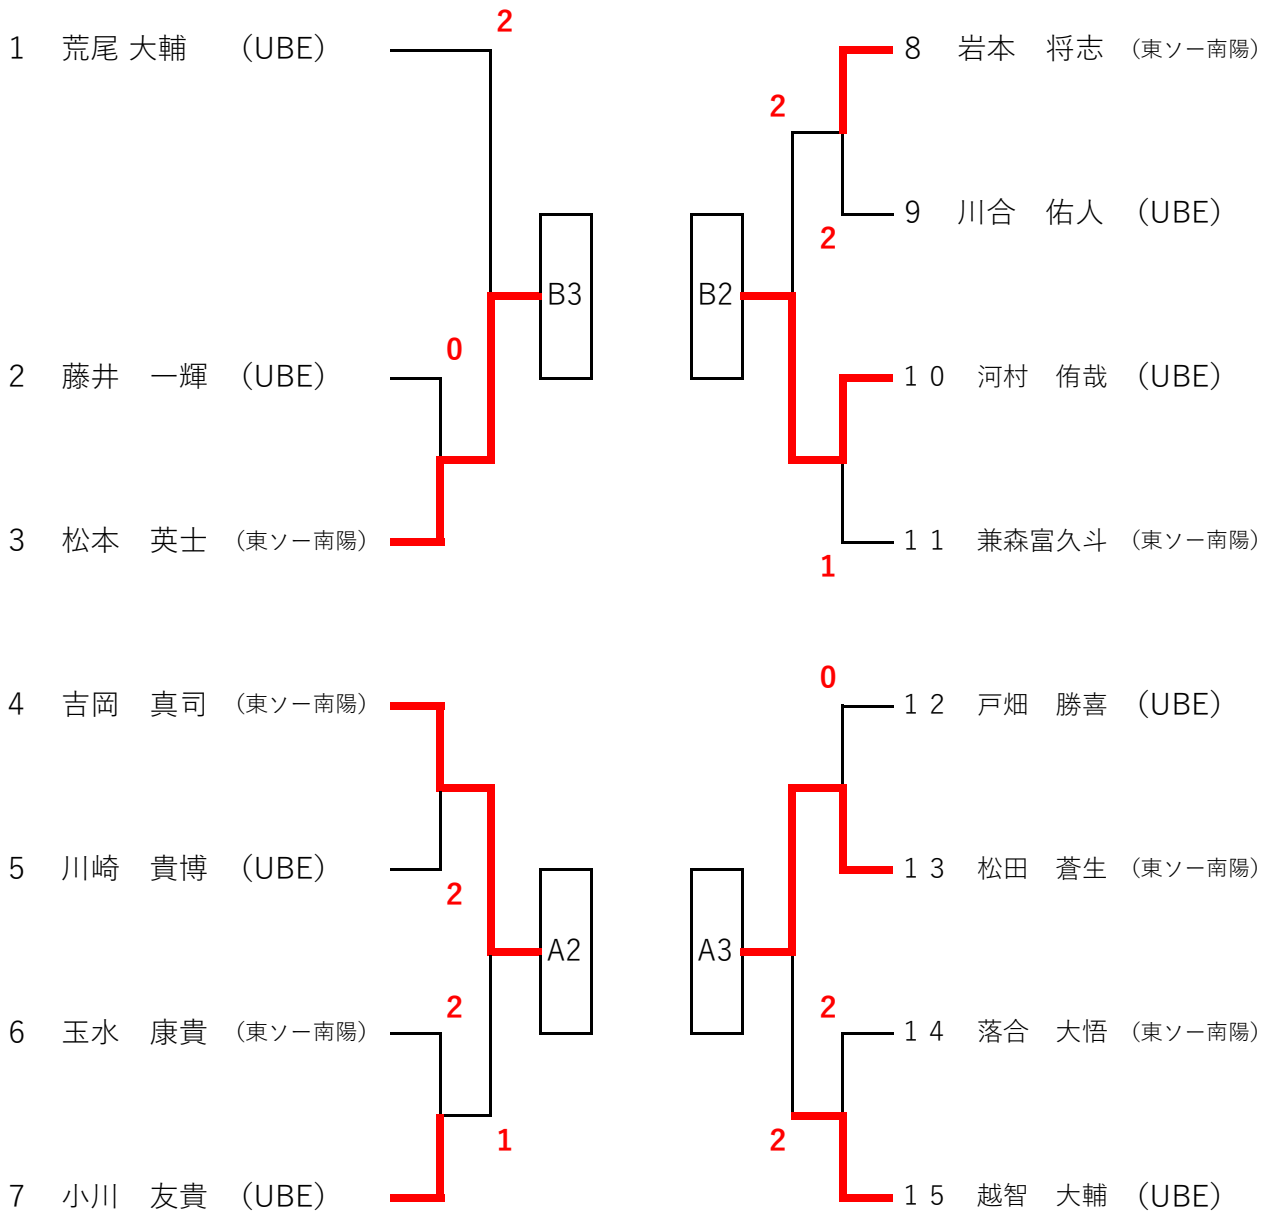 2
1 荒尾 大輔 (UBE)
8 岩本 将志 (東ソー南陽)
2
9 川合 佑人 (UBE)
2
B3
B2
0
2 藤井 一輝 (UBE)
10 河村 侑哉 (UBE)
3 松本 英士 (東ソー南陽)
11 兼森富久斗 (東ソー南陽)
1
0
4 吉岡 真司 (東ソー南陽)
12 戸畑 勝喜 (UBE)
5 川崎 貴博 (UBE)
13 松田 蒼生 (東ソー南陽)
2
A2
A3
2
2
6 玉水 康貴 (東ソー南陽)
14 落合 大悟 (東ソー南陽)
1
2
7 小川 友貴 (UBE)
15 越智 大輔 (UBE)